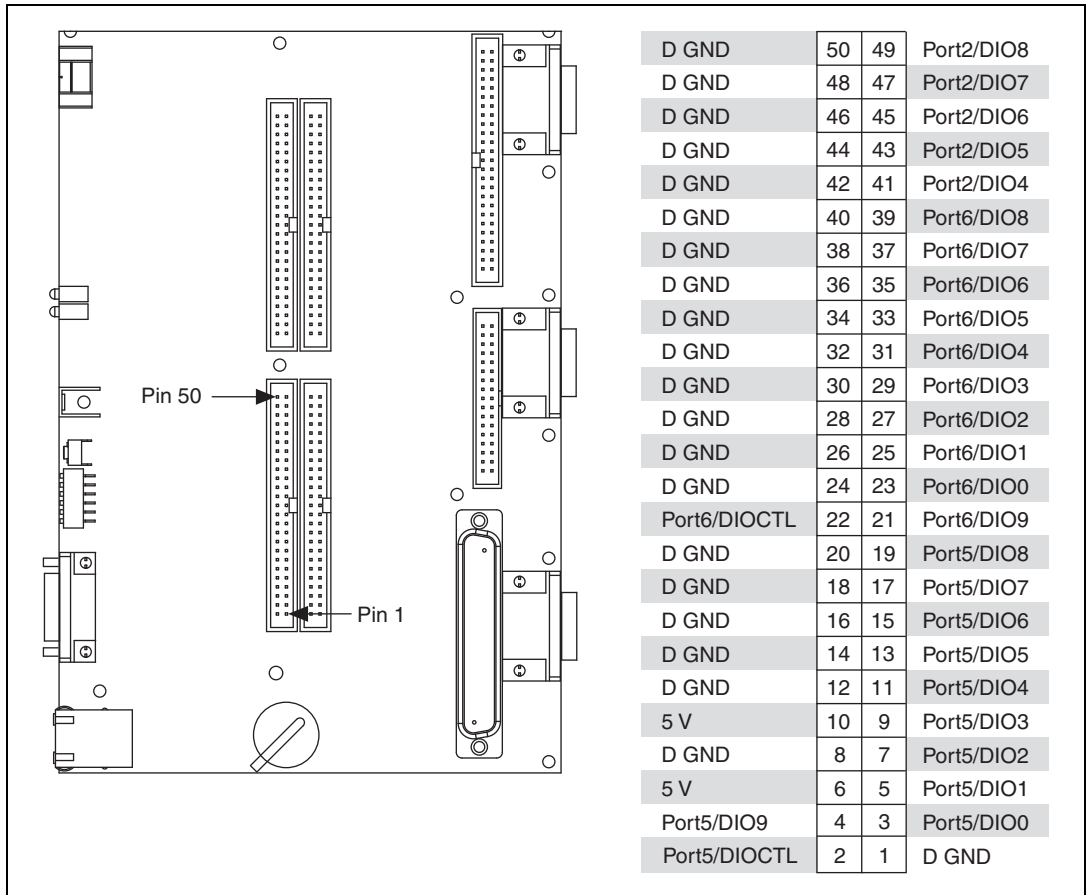 D GND 50 49 Port2/DIO8
D GND 48 47 Port2/DIO7
D GND 46 45 Port2/DIO6
D GND 44 43 Port2/DIO5
D GND 42 41 Port2/DIO4
D GND 40 39 Port6/DIO8
D GND 38 37 Port6/DIO7
D GND 36 35 Port6/DIO6
D GND 34 33 Port6/DIO5
D GND 32 31 Port6/DIO4
D GND 30 29 Port6/DIO3
D GND 28 27 Port6/DIO2
D GND 26 25 Port6/DIO1
D GND 24 23 Port6/DIO0
Port6/DIOCTL 22 21 Port6/DIO9
D GND 20 19 Port5/DIO8
D GND 18 17 Port5/DIO7
D GND 16 15 Port5/DIO6
D GND 14 13 Port5/DIO5
D GND 12 11 Port5/DIO4
5 V 10 9 Port5/DIO3
D GND 8 7 Port5/DIO2
5 V 6 5 Port5/DIO1
Port5/DIO9 4 3 Port5/DIO0
Port5/DIOCTL 2 1 D GND
Pin 50
Pin 1